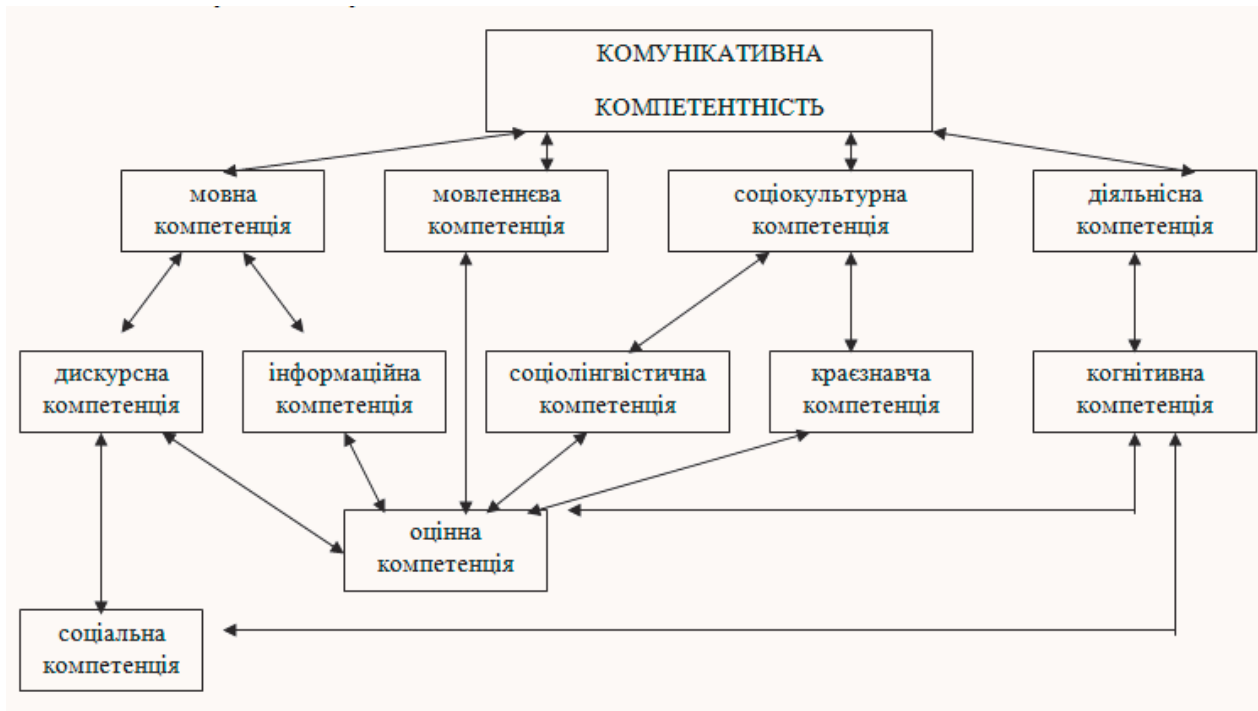 КОМУНІКАТИВНА
КОМПЕТЕНТНІСТЬ
мовна
компетенція
мовленнєва
компетенція
соціокультурна
компетенція
діяльнісна
компетенція
дискурсна
компетенція
інформаційна
компетенція
соціолінгвістична
компетенція
краєзнавча
компетенція
когнітивна
компетенція
оцінна
компетенція
соціальна
компетенція